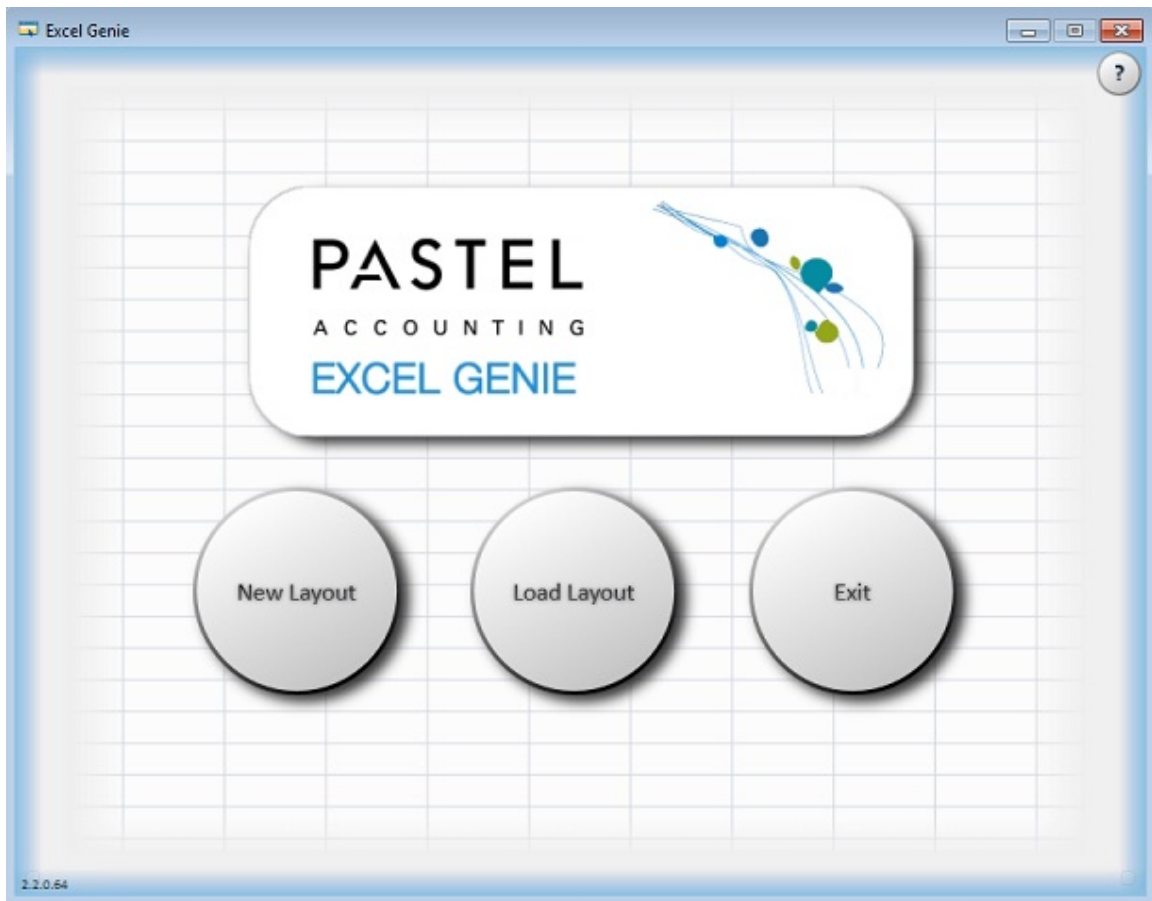 Excel Genie
?
PASTEL
ACCOUNTING
EXCEL GENIE
New Layout
Load Layout
Exit
2.2.0.64